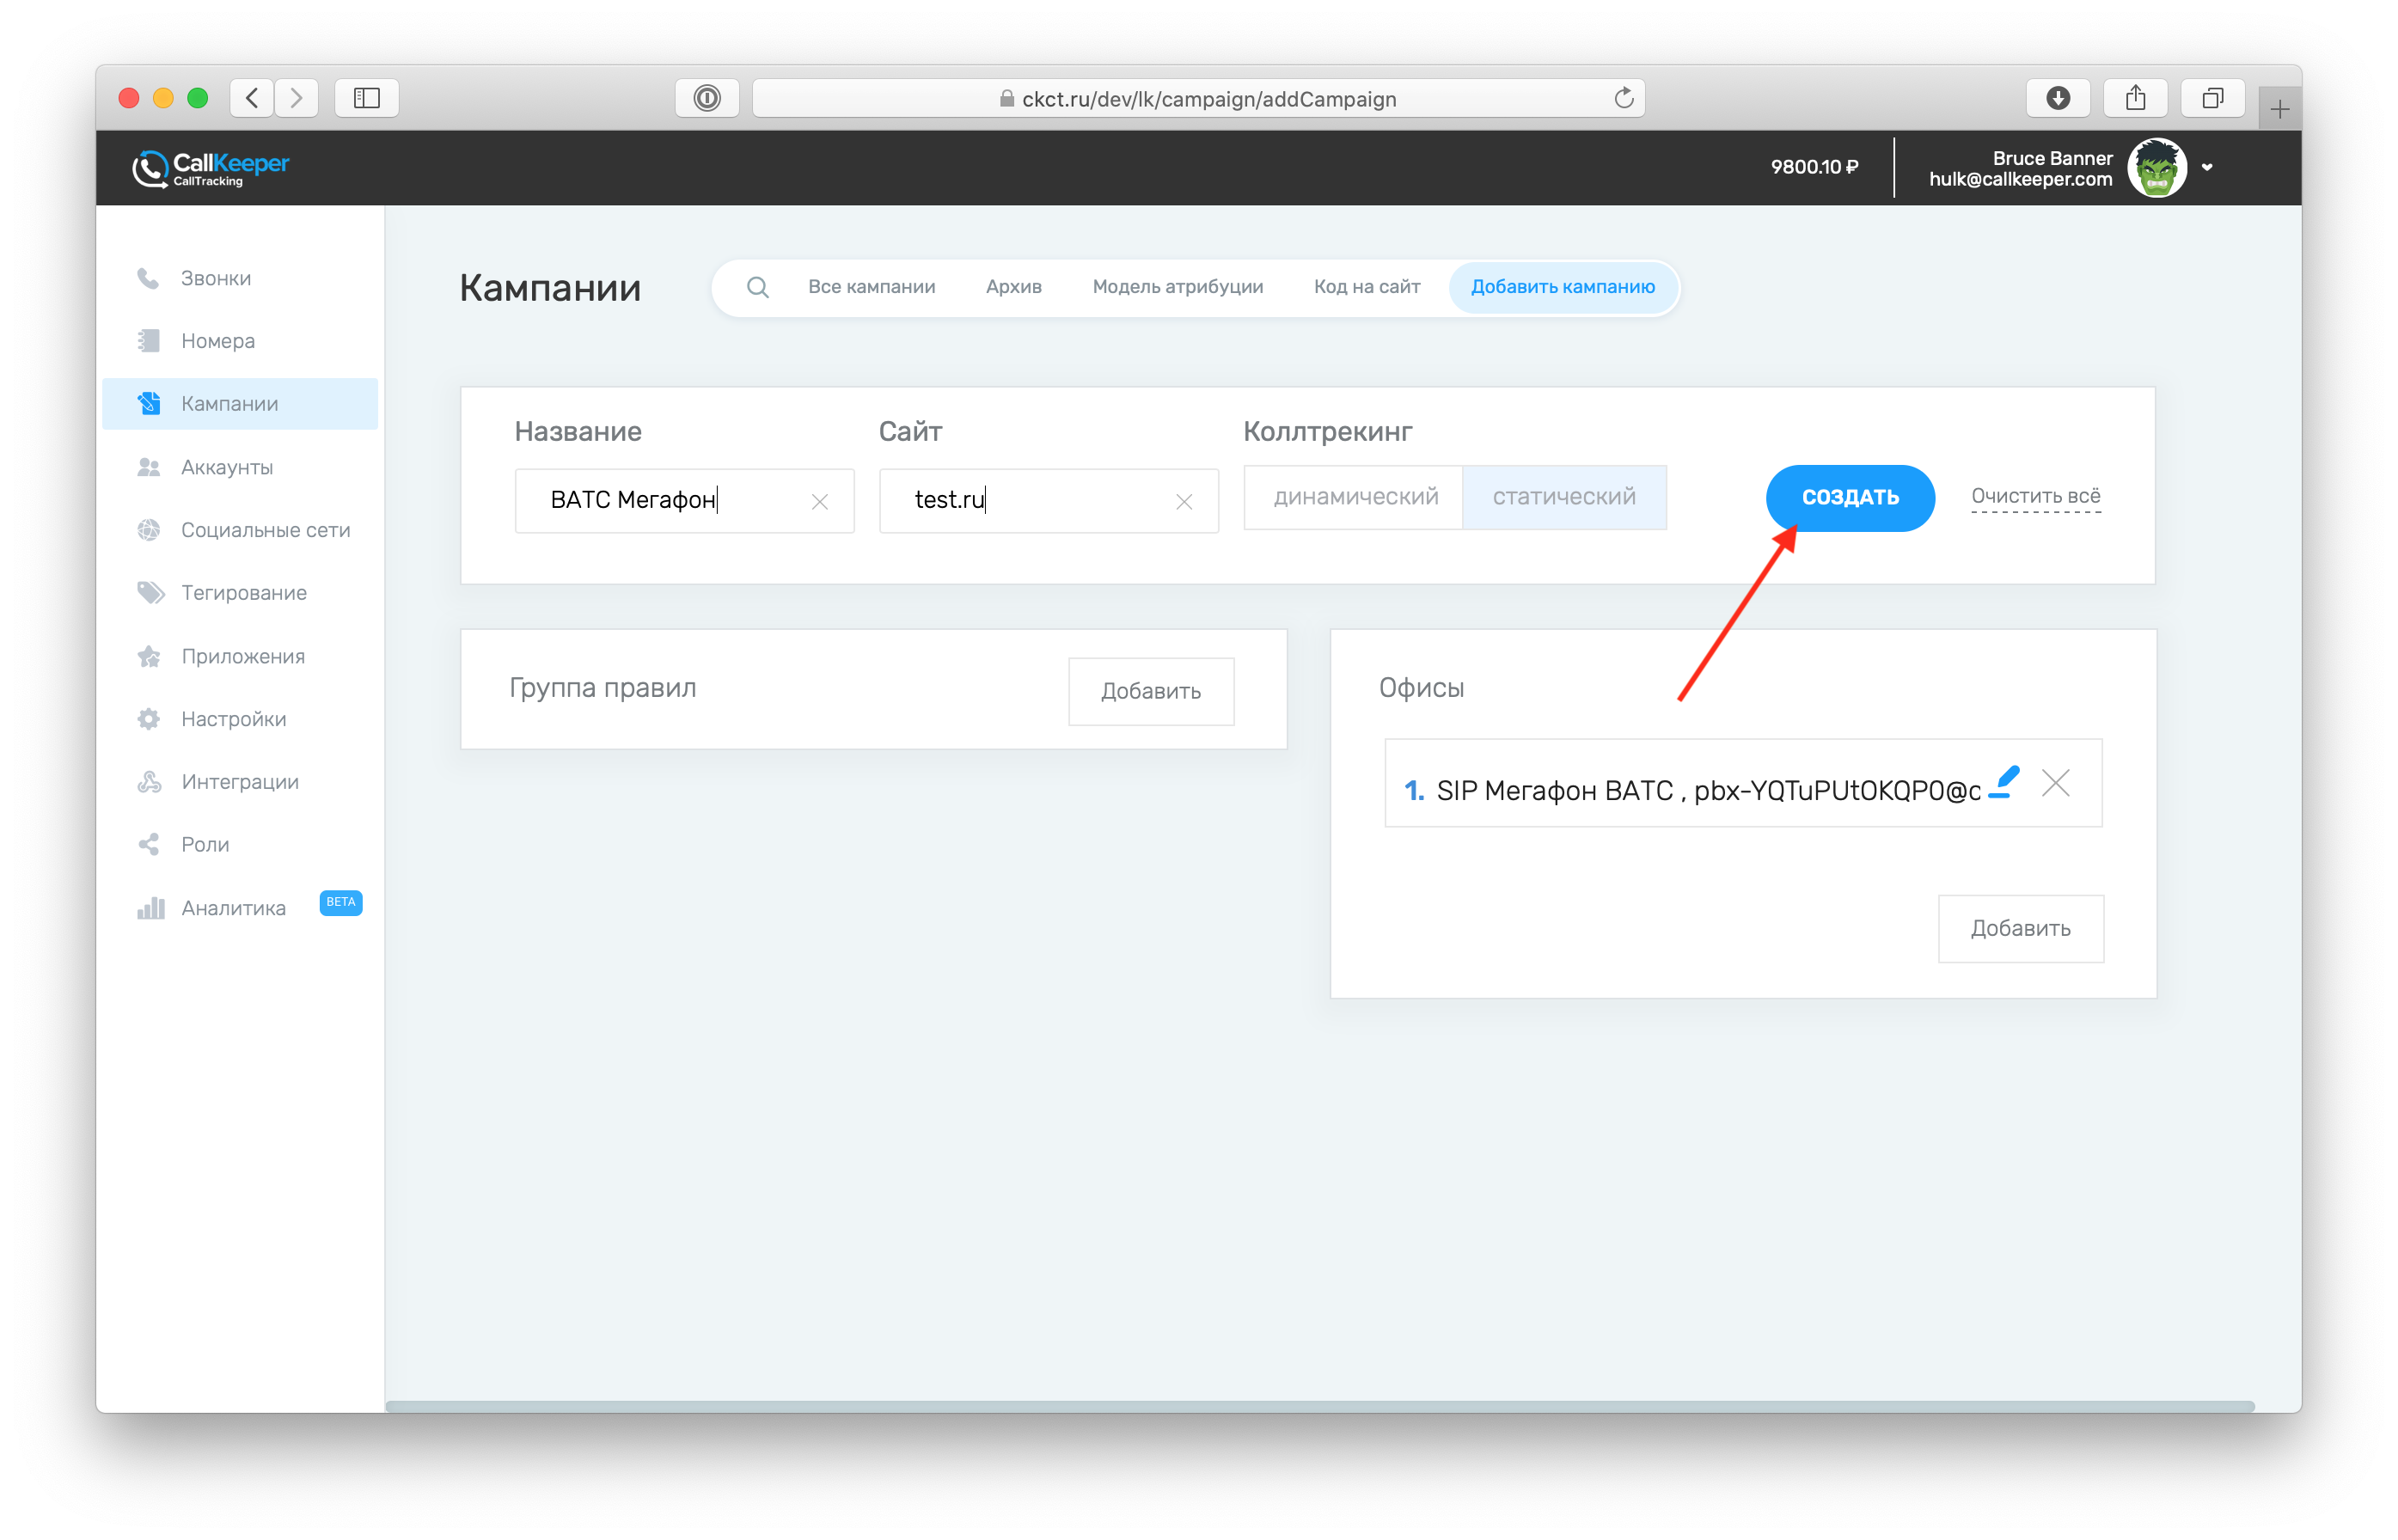 ckct.ru/dev/lk/campaign/addCampaign
CallKeeper
CallTracking
9800.10 ₽
Bruce Banner
hulk@callkeeper.com
Звонки
Номера
Кампании
Аккаунты
Социальные сети
Тегирование
Приложения
Настройки
Интеграции
Роли
Аналитика BETA
Кампании
Все кампании Архив Модель атрибуции Код на сайт Добавить кампанию
Название Сайт Коллтрекинг
ВАТС Мегафон test.ru динамический статический СОЗДАТЬ Очистить всё
Группа правил Добавить
Офисы
1. SIP Мегафон ВАТС , pbx-YQTuPUtOKQP0@c
Добавить